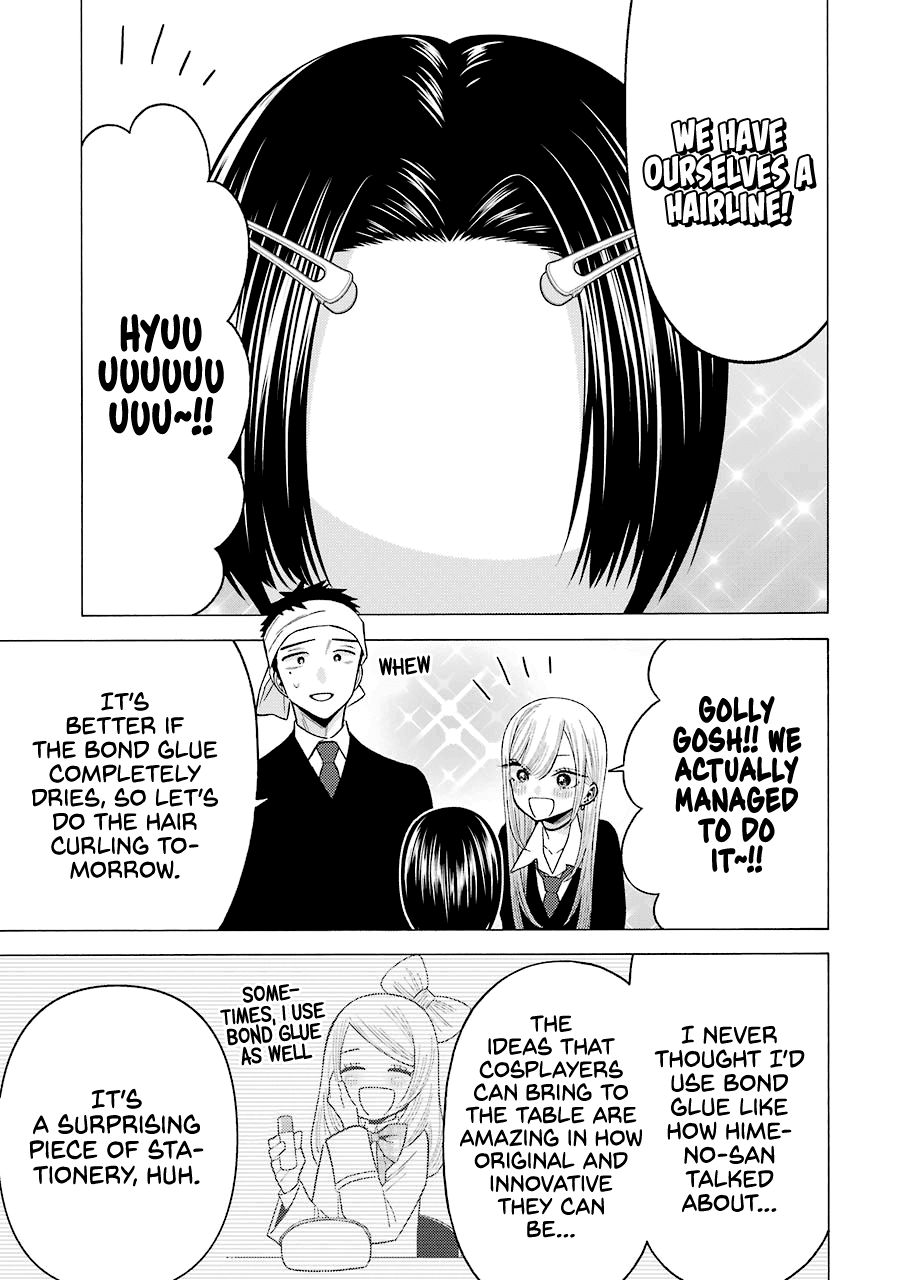 WE HAVE
OURSELVES A
HAIRLINE!
HYUU
UUUUUU
UUU~!!
WHEW
GOLLY
GOSH!! WE
ACTUALLY
MANAGED
TO DO
IT~!!
IT'S
BETTER IF
THE BOND GLUE
COMPLETELY
DRIES, SO LET'S
DO THE HAIR
CURLING TO-
MORROW.
I NEVER
THOUGHT I'D
USE BOND
GLUE LIKE
HOW HIME-
NO-SAN
TALKED
ABOUT...
THE
IDEAS THAT
COSPLAYERS
CAN BRING TO
THE TABLE ARE
AMAZING IN HOW
ORIGINAL AND
INNOVATIVE
THEY CAN
BE...
SOME-
TIMES, I USE
BOND GLUE
AS WELL
IT'S
A SURPRISING
PIECE OF STA-
TIONERY, HUH.